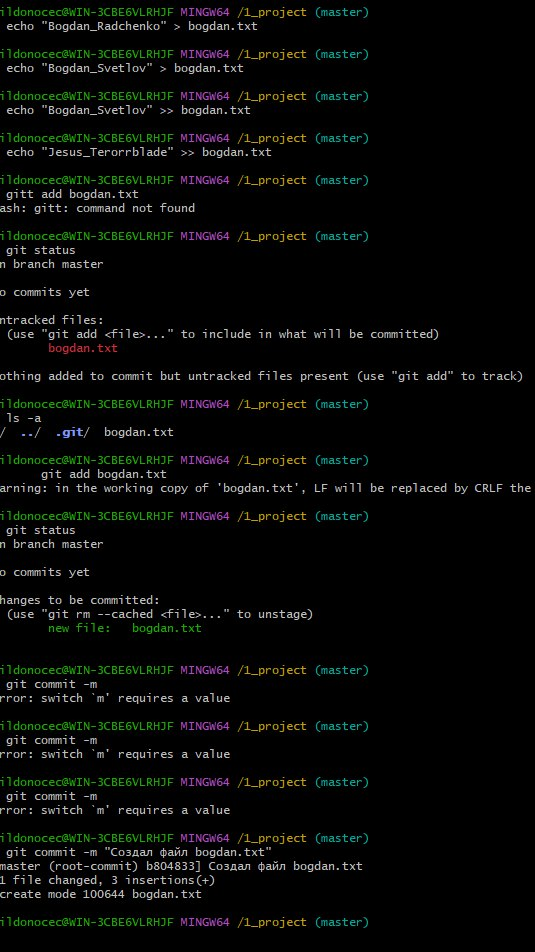 ildonocec@WIN-3CBE6VLRHJF MINGW64 /1_project (master)
echo "Bogdan_Radchenko" > bogdan.txt
ildonocec@WIN-3CBE6VLRHJF MINGW64 /1_project (master)
echo "Bogdan_Svetlov" > bogdan.txt
ildonocec@WIN-3CBE6VLRHJF MINGW64 /1_project (master)
echo "Bogdan_Svetlov" >> bogdan.txt
ildonocec@WIN-3CBE6VLRHJF MINGW64 /1_project (master)
echo "Jesus_Terorrblade" >> bogdan.txt
ildonocec@WIN-3CBE6VLRHJF MINGW64 /1_project (master)
gitt add bogdan.txt
ash: gitt: command not found
ildonocec@WIN-3CBE6VLRHJF MINGW64 /1_project (master)
git status
n branch master
o commits yet
ntracked files:
(use "git add <file>..." to include in what will be committed)
bogdan.txt
othing added to commit but untracked files present (use "git add" to track)
ildonocec@WIN-3CBE6VLRHJF MINGW64 /1_project (master)
ls -a
/ ../ .git/ bogdan.txt
ildonocec@WIN-3CBE6VLRHJF MINGW64 /1_project (master)
git add bogdan.txt
arning: in the working copy of 'bogdan.txt', LF will be replaced by CRLF the
ildonocec@WIN-3CBE6VLRHJF MINGW64 /1_project (master)
git status
n branch master
o commits yet
hanges to be committed:
(use "git rm --cached <file>..." to unstage)
new file: bogdan.txt
ildonocec@WIN-3CBE6VLRHJF MINGW64 /1_project (master)
git commit -m
rror: switch `m' requires a value
ildonocec@WIN-3CBE6VLRHJF MINGW64 /1_project (master)
git commit -m
rror: switch `m' requires a value
ildonocec@WIN-3CBE6VLRHJF MINGW64 /1_project (master)
git commit -m
rror: switch `m' requires a value
ildonocec@WIN-3CBE6VLRHJF MINGW64 /1_project (master)
git commit -m "Создал файл bogdan.txt"
master (root-commit) b804833] Создал файл bogdan.txt
1 file changed, 3 insertions(+)
create mode 100644 bogdan.txt
ildonocec@WIN-3CBE6VLRHJF MINGW64 /1_project (master)